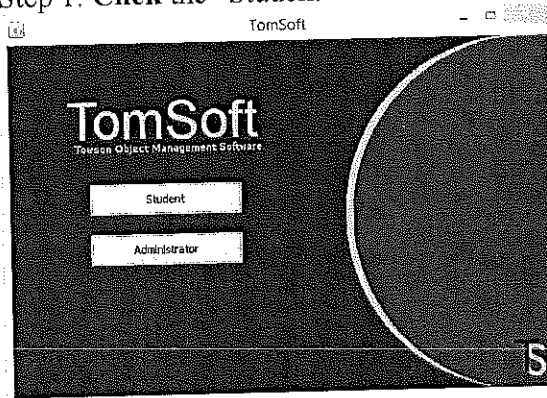 Step 1: Click the "Student
TomSoft
TomSoft
Towson Object Management Software
Student
Administrator
S